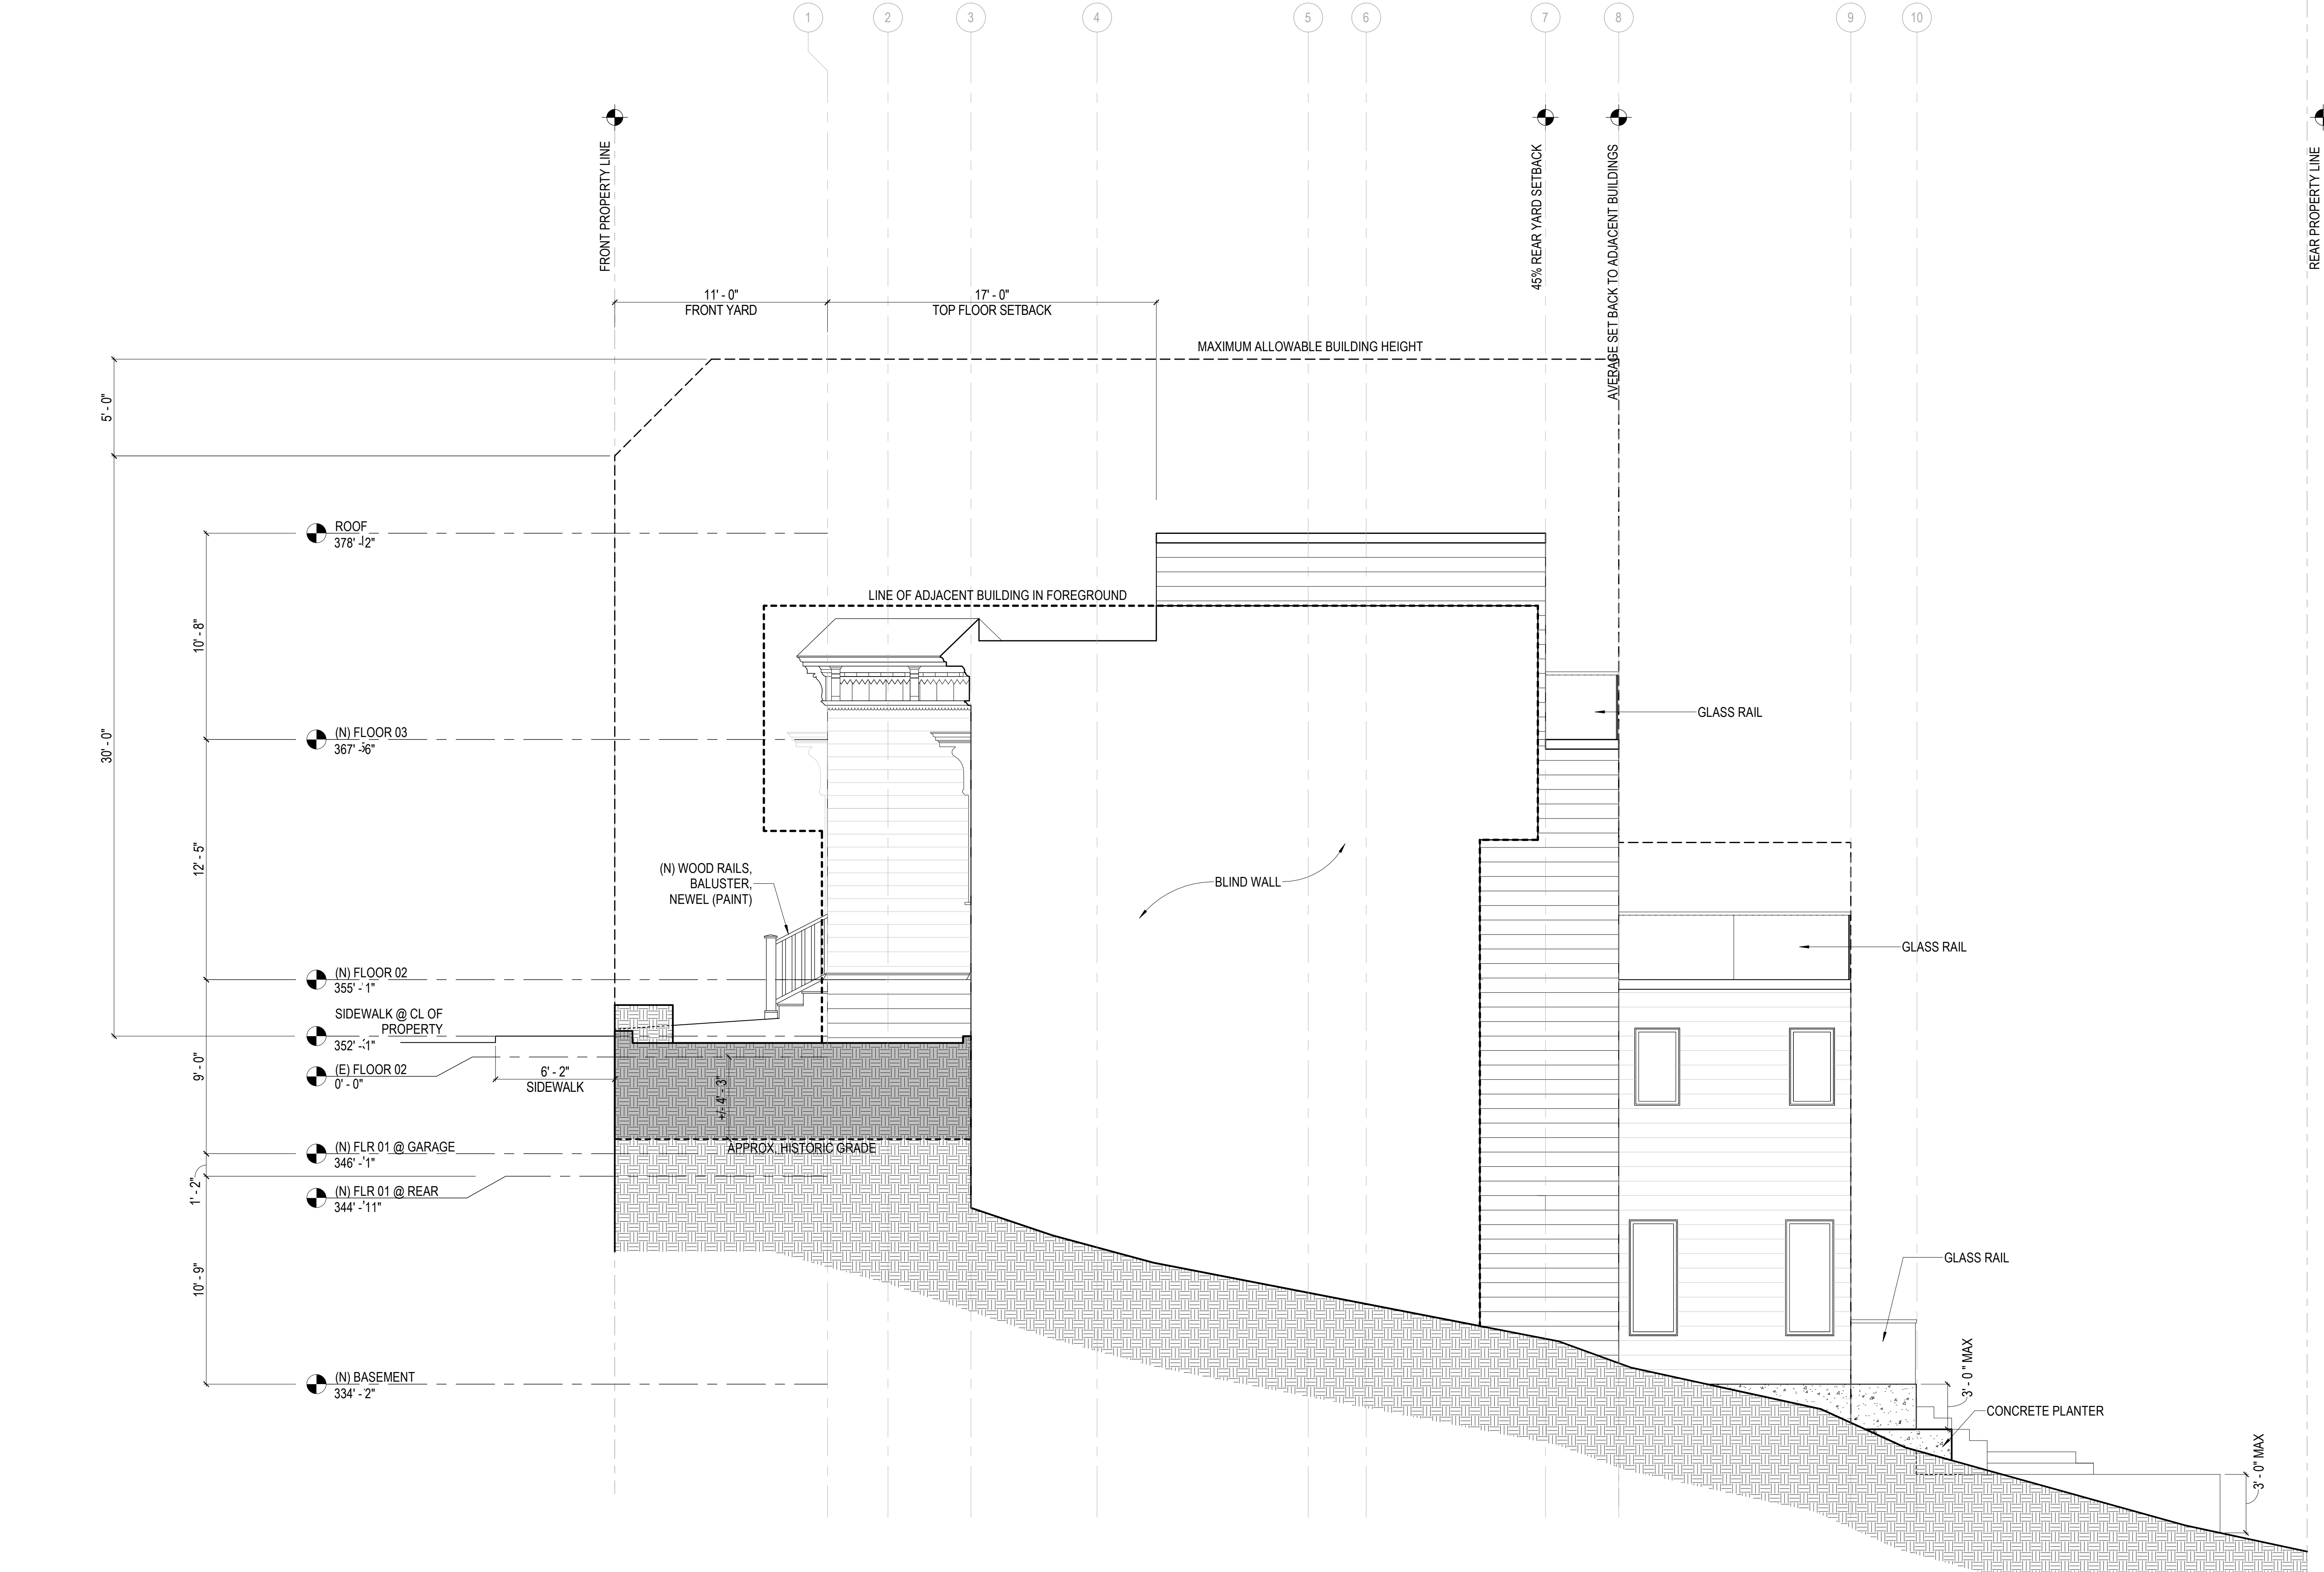 1
2
3
4
5
6
7
8
9
10
FRONT PROPERTY LINE
45% REAR YARD SETBACK
AVERAGE SET BACK TO ADJACENT BUILDINGS
REAR PROPERTY LINE
11' - 0"
FRONT YARD
17' - 0"
TOP FLOOR SETBACK
MAXIMUM ALLOWABLE BUILDING HEIGHT
5' - 0"
30' - 0"
ROOF
378' - 2"
10' - 8"
LINE OF ADJACENT BUILDING IN FOREGROUND
GLASS RAIL
(N) FLOOR 03
367' - 6"
12' - 5"
(N) WOOD RAILS,
BALUSTER,
NEWEL (PAINT)
BLIND WALL
GLASS RAIL
(N) FLOOR 02
355' - 1"
SIDEWALK @ CL OF
PROPERTY
352' - 1"
9' - 0"
(E) FLOOR 02
0' - 0"
6' - 2"
SIDEWALK
+/- 4' - 3"
APPROX. HISTORIC GRADE
(N) FLR 01 @ GARAGE
346' - 1"
1' - 2"
(N) FLR 01 @ REAR
344' - 11"
10' - 9"
GLASS RAIL
(N) BASEMENT
334' - 2"
3' - 0 " MAX
CONCRETE PLANTER
3' - 0" MAX